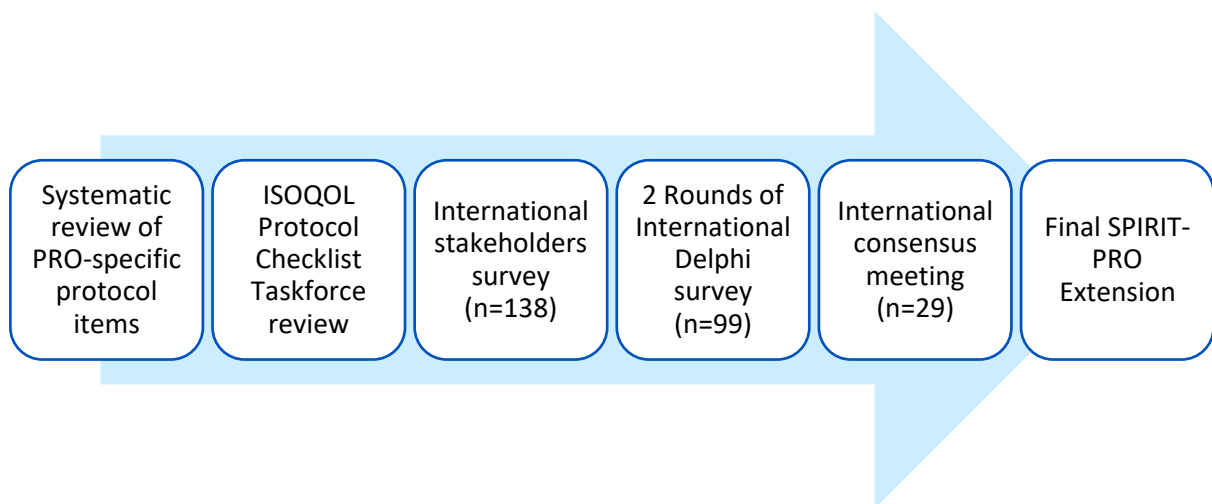 Systematic
review of
PRO-specific
protocol
items
ISOQOL
Protocol
Checklist
Taskforce
review
International
stakeholders
survey
(n=138)
2 Rounds of
International
Delphi
survey
(n=99)
International
consensus
meeting
(n=29)
Final SPIRIT-
PRO
Extension